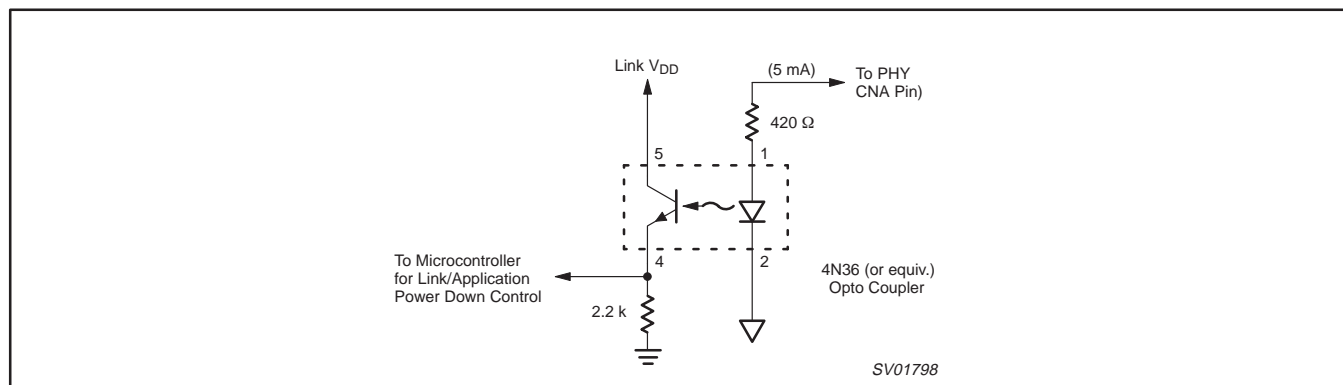 Link VDD
(5 mA)
To PHY
CNA Pin)
420 Ω
5
1
To Microcontroller
for Link/Application
Power Down Control
4
2
4N36 (or equiv.)
Opto Coupler
2.2 k
SV01798